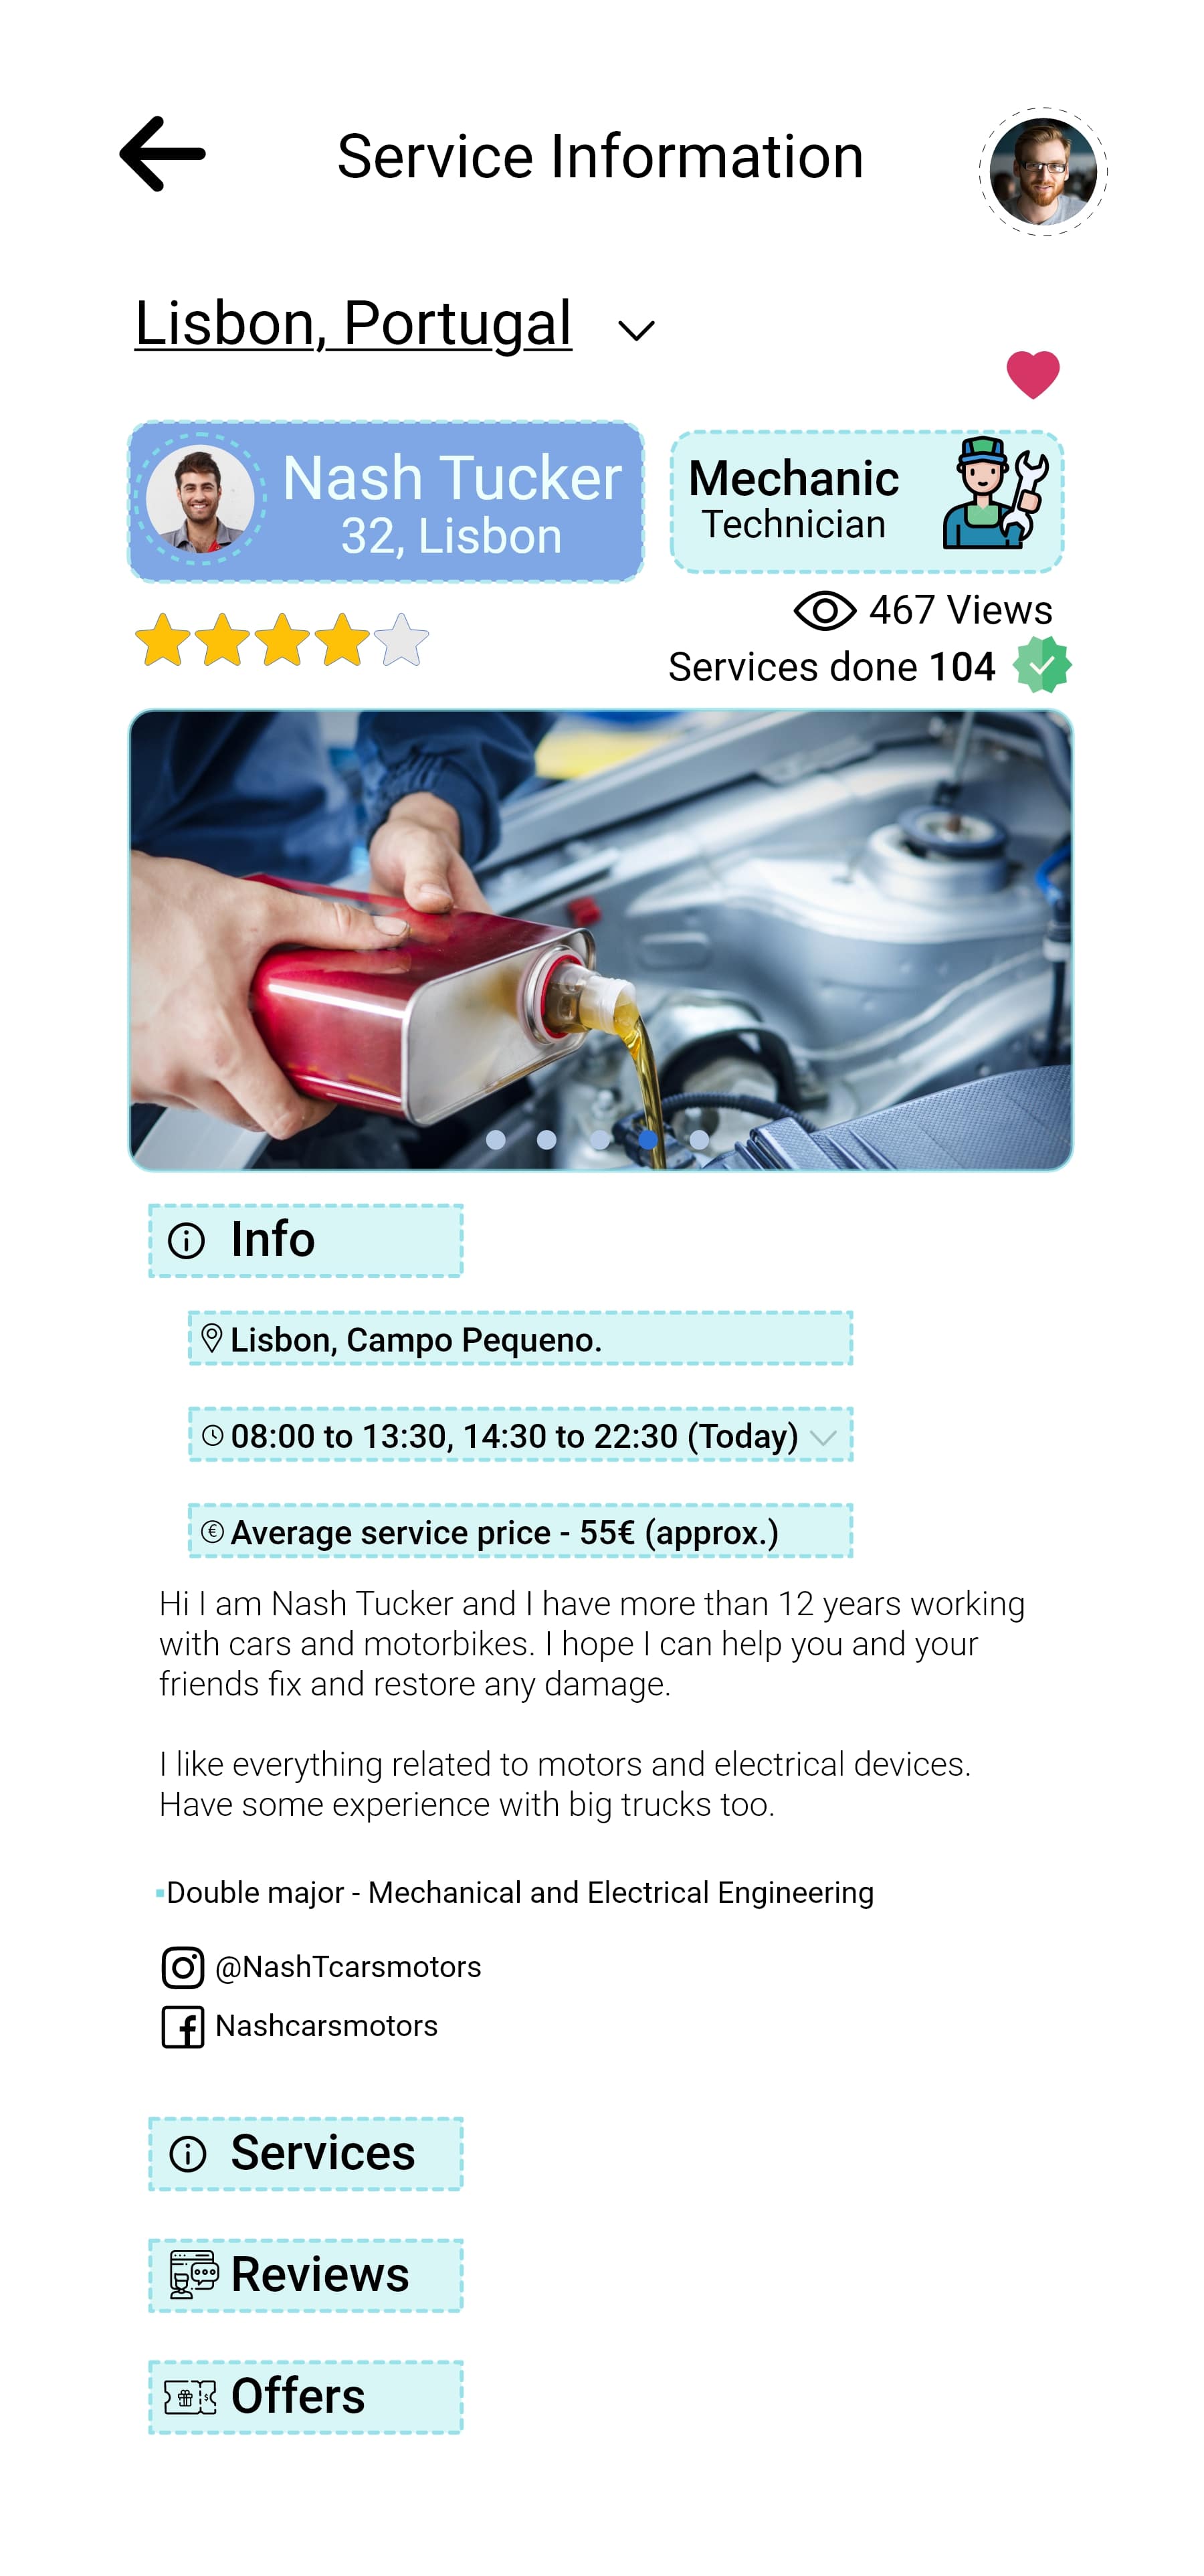 Service Information
Lisbon, Portugal
Nash Tucker
32, Lisbon
Mechanic
Technician
467 Views
Services done 104
Info
Lisbon, Campo Pequeno.
08:00 to 13:30, 14:30 to 22:30 (Today)
Average service price - 55€ (approx.)
Hi I am Nash Tucker and I have more than 12 years working
with cars and motorbikes. I hope I can help you and your
friends fix and restore any damage.
I like everything related to motors and electrical devices.
Have some experience with big trucks too.
Double major - Mechanical and Electrical Engineering
@NashTcarsmotors
Nashcarsmotors
Services
Reviews
Offers